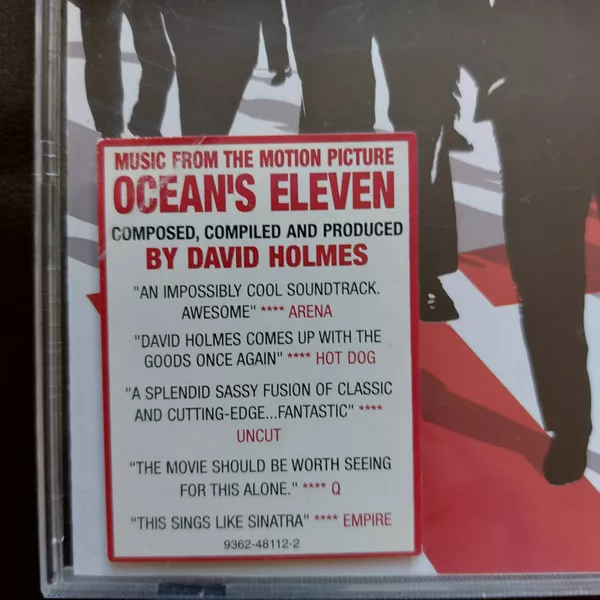 MUSIC FROM THE MOTION PICTURE
OCEAN'S ELEVEN
COMPOSED, COMPILED AND PRODUCED
BY DAVID HOLMES
"AN IMPOSSIBLY COOL SOUNDTRACK.
AWESOME" **** ARENA
"DAVID HOLMES COMES UP WITH THE
GOODS ONCE AGAIN" **** HOT DOG
"A SPLENDID SASSY FUSION OF CLASSIC
AND CUTTING-EDGE...FANTASTIC" ****
UNCUT
"THE MOVIE SHOULD BE WORTH SEEING
FOR THIS ALONE." **** Q
"THIS SINGS LIKE SINATRA" **** EMPIRE
9362-48112-2